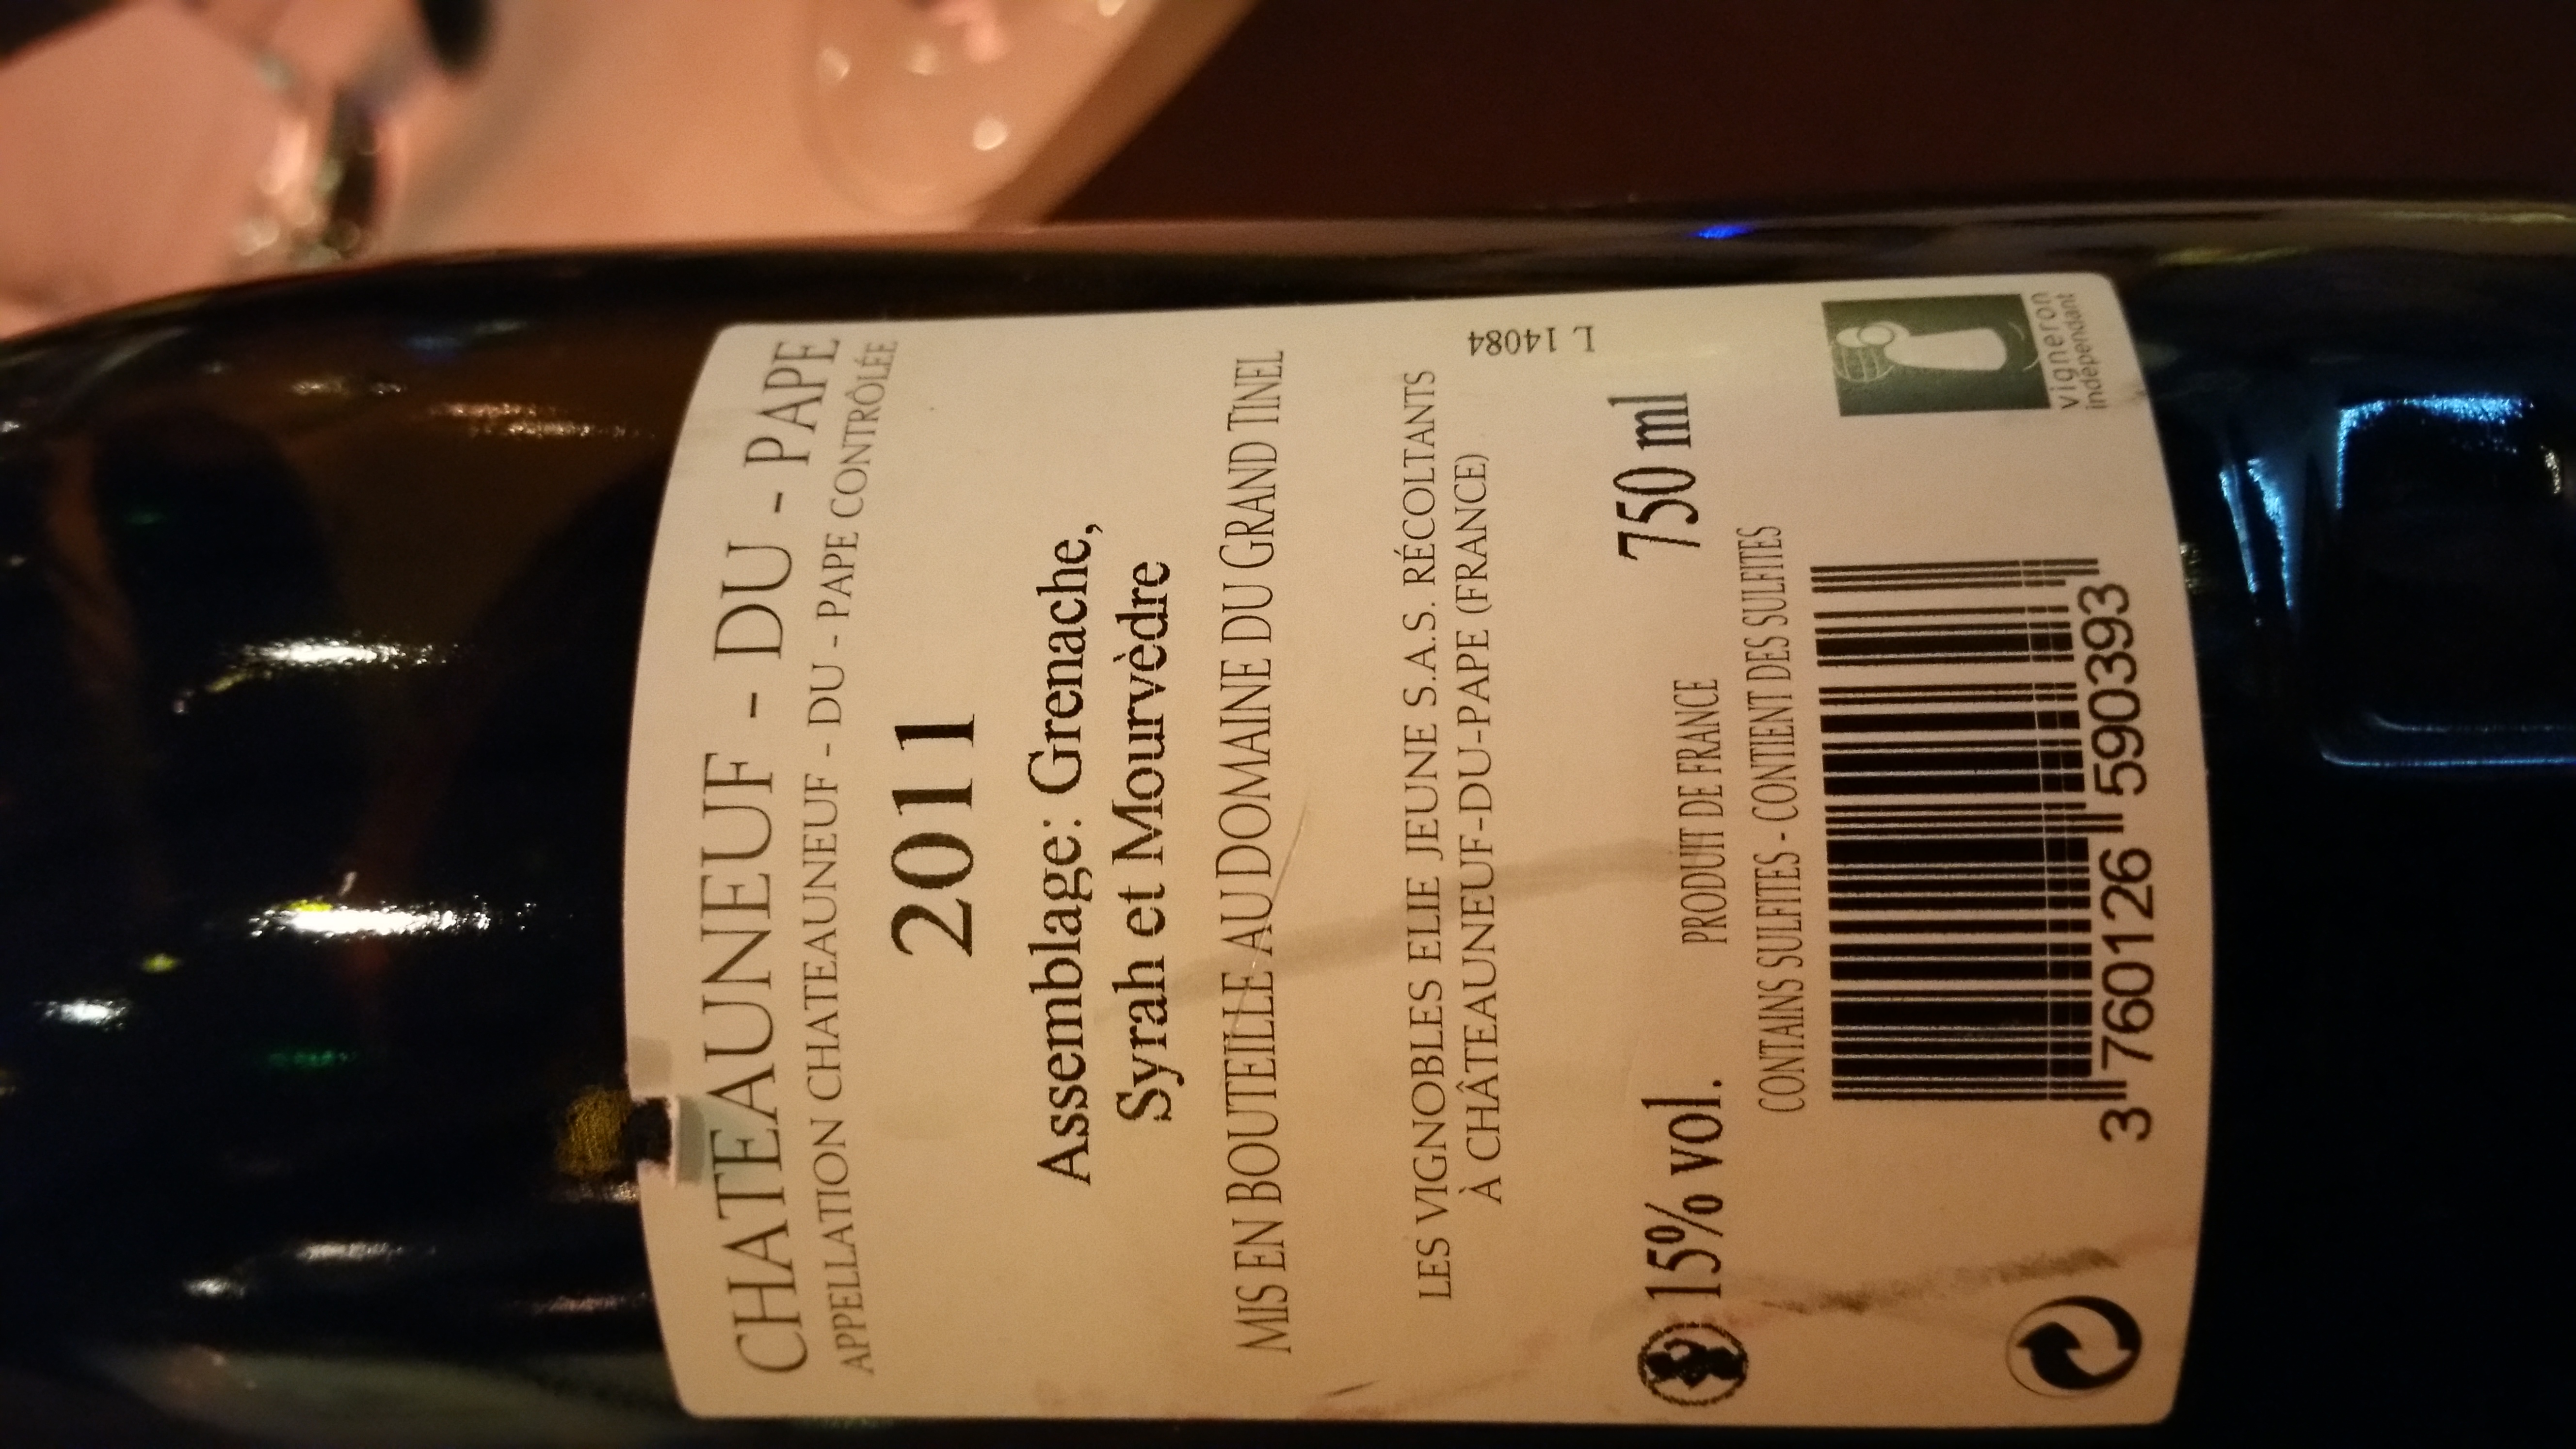 CHATEAUNEUF - DU - PAPE
APPELLATION CHATEAUNEUF - DU - PAPE CONTRÔLÉE
2011
Assemblage: Grenache,
Syrah et Mourvèdre
MIS EN BOUTEILLE AU DOMAINE DU GRAND TINEL
LES VIGNOBLES ELIE JEUNE S.A.S. RÉCOLTANTS
À CHÂTEAUNEUF-DU-PAPE (FRANCE)
L 14084
15% vol.
PRODUIT DE FRANCE
750 ml
CONTAINS SULFITES - CONTIENT DES SULFITES
3 760126 590393
vigneron
indépendant